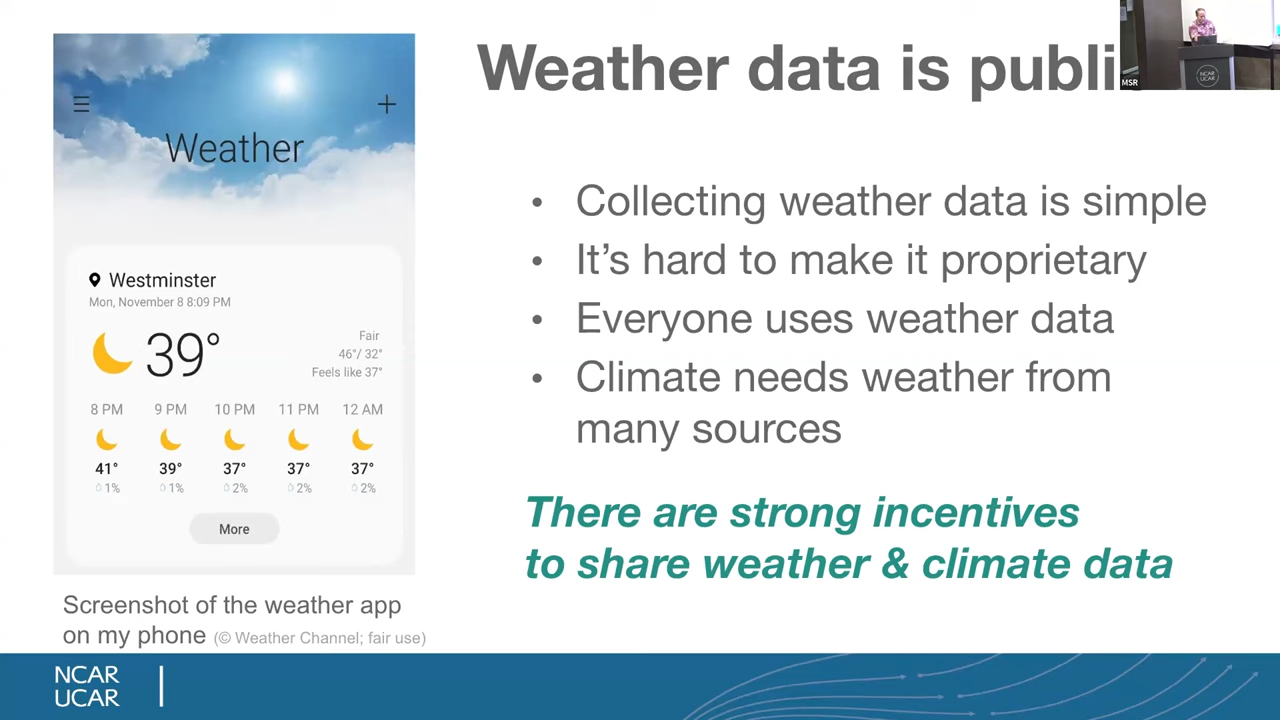 Weather data is publi
MSR
NCAR
UCAR
Weather
Westminster
Mon, November 8 8:09 PM
39°
Fair
46°/ 32°
Feels like 37°
8 PM 9 PM 10 PM 11 PM 12 AM
41° 39° 37° 37° 37°
1% 1% 2% 2% 2%
More
Screenshot of the weather app
on my phone (© Weather Channel; fair use)
• Collecting weather data is simple
• It's hard to make it proprietary
• Everyone uses weather data
• Climate needs weather from
many sources
There are strong incentives
to share weather & climate data
NCAR
UCAR